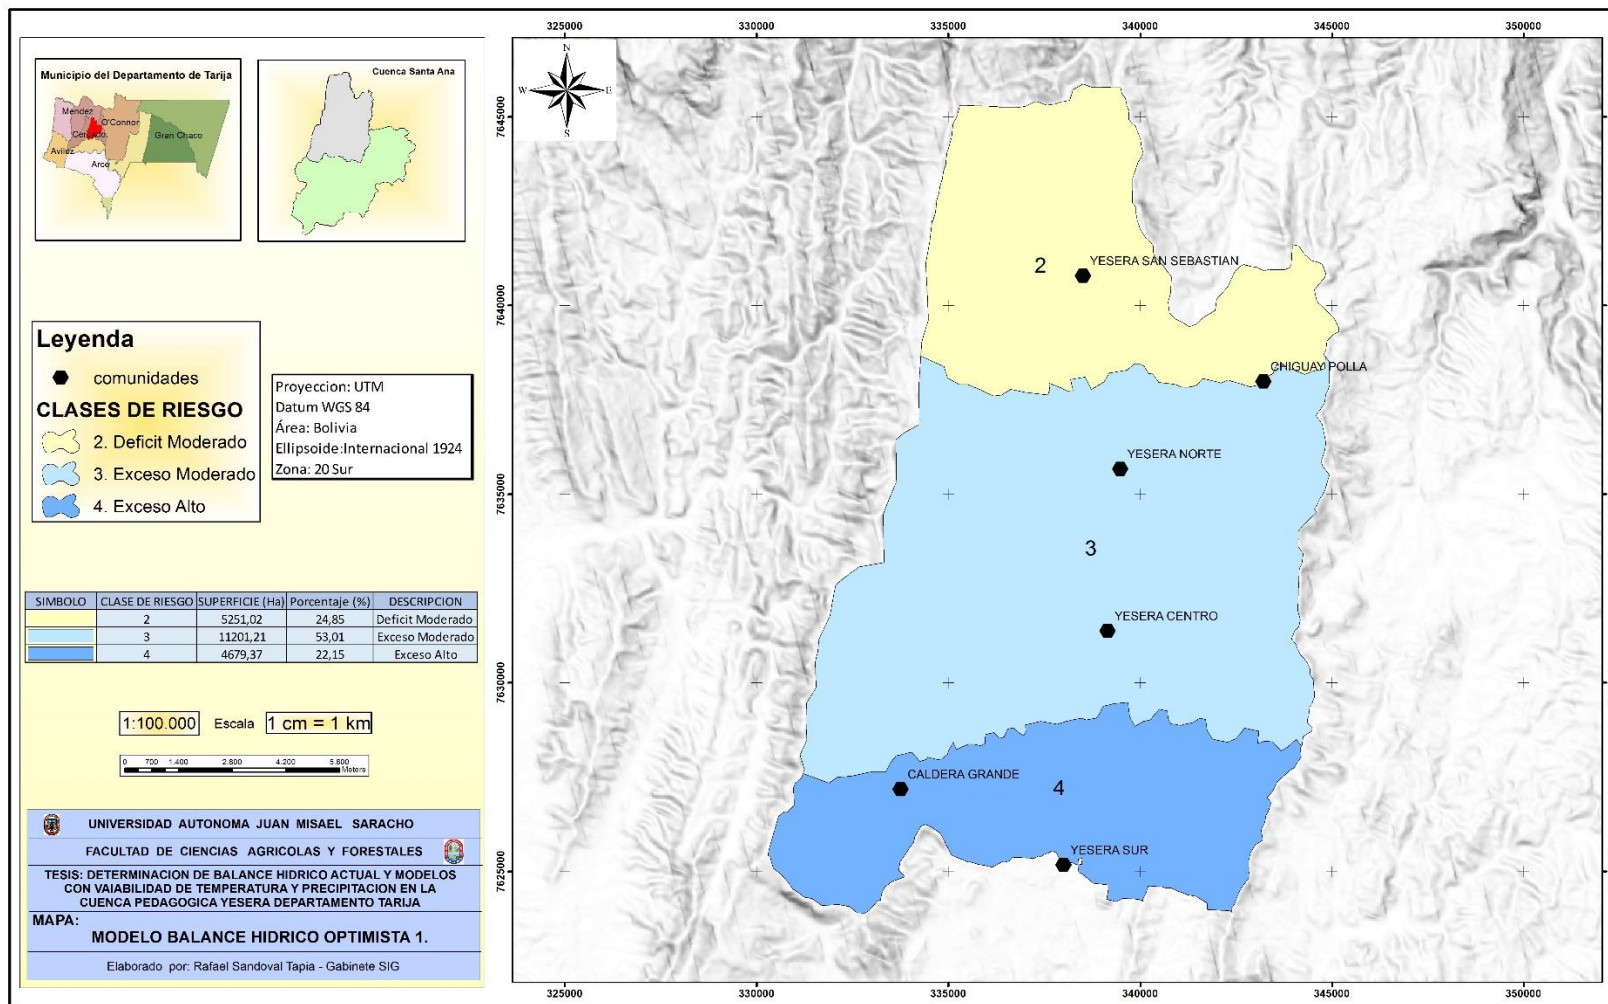 Municipio del Departamento de Tarija
Mendez
O'Connor
Cercado
Gran Chaco
Aviles
Arce
Cuenca Santa Ana
Leyenda
comunidades
CLASES DE RIESGO
2. Deficit Moderado
3. Exceso Moderado
4. Exceso Alto
Proyeccion: UTM
Datum WGS 84
Área: Bolivia
Ellipsoide:Internacional 1924
Zona: 20 Sur
SIMBOLO CLASE DE RIESGO SUPERFICIE (Ha) Porcentaje (%) DESCRIPCION
2 5251,02 24,85 Deficit Moderado
3 11201,21 53,01 Exceso Moderado
4 4679,37 22,15 Exceso Alto
1:100.000 Escala 1 cm = 1 km
0 700 1.400 2.800 4.200 5.600
Meters
UNIVERSIDAD AUTONOMA JUAN MISAEL SARACHO
FACULTAD DE CIENCIAS AGRICOLAS Y FORESTALES
TESIS: DETERMINACION DE BALANCE HIDRICO ACTUAL Y MODELOS
CON VAIABILIDAD DE TEMPERATURA Y PRECIPITACION EN LA
CUENCA PEDAGOGICA YESERA DEPARTAMENTO TARIJA
MAPA:
MODELO BALANCE HIDRICO OPTIMISTA 1.
Elaborado por: Rafael Sandoval Tapia - Gabinete SIG
325000 330000 335000 340000 345000 350000
N
W E
S
7645000
7640000
7635000
7630000
7625000
2
YESERA SAN SEBASTIAN
CHIGUAY POLLA
YESERA NORTE
3
YESERA CENTRO
CALDERA GRANDE
4
YESERA SUR
7645000
7640000
7635000
7630000
7625000
325000 330000 335000 340000 345000 350000